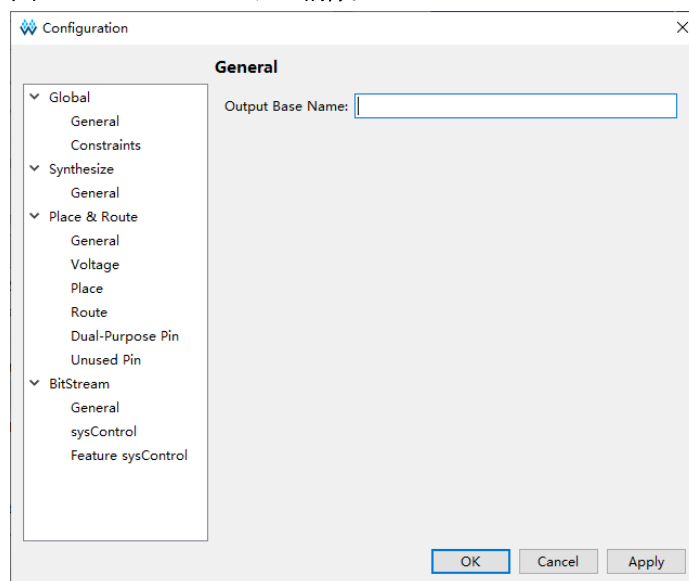 Configuration
General
Output Base Name:
Global
General
Constraints
Synthesize
General
Place & Route
General
Voltage
Place
Route
Dual-Purpose Pin
Unused Pin
BitStream
General
sysControl
Feature sysControl
OK Cancel Apply